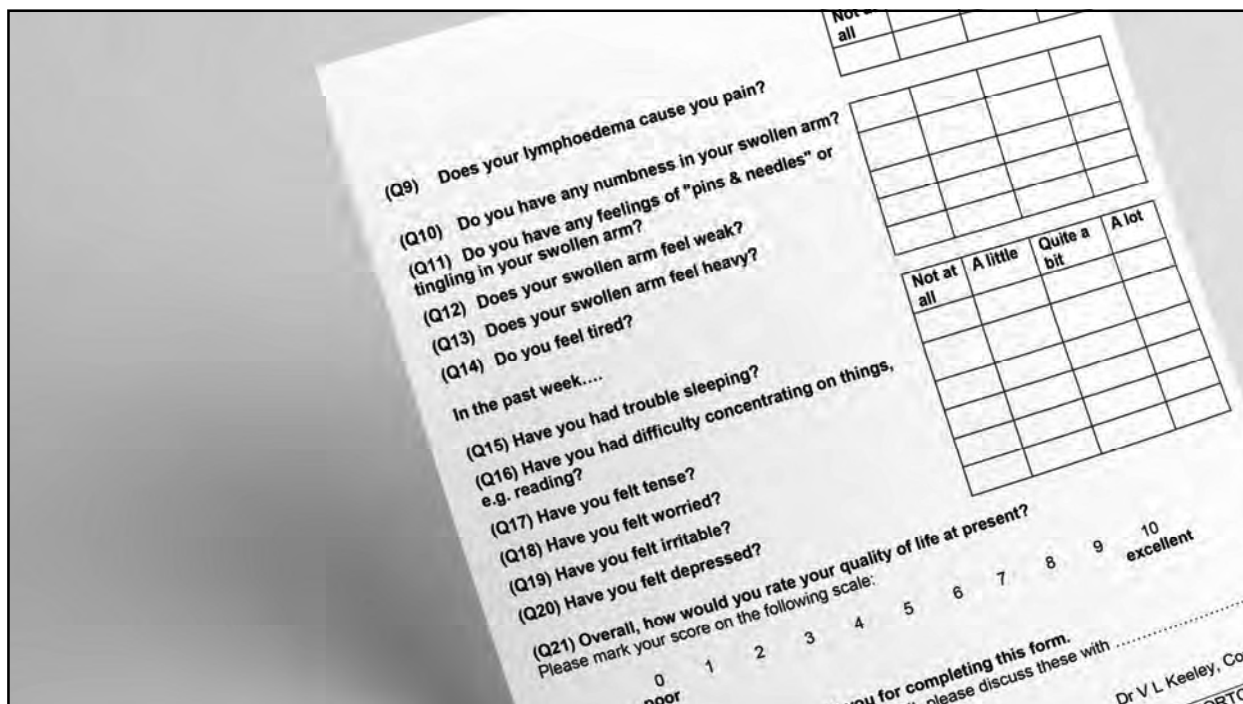 Not at
all
(Q9) Does your lymphoedema cause you pain?
(Q10) Do you have any numbness in your swollen arm?
(Q11) Do you have any feelings of "pins & needles" or
tingling in your swollen arm?
(Q12) Does your swollen arm feel weak?
(Q13) Does your swollen arm feel heavy?
(Q14) Do you feel tired?
In the past week....
Not at
all
A little
Quite a
bit
A lot
(Q15) Have you had trouble sleeping?
(Q16) Have you had difficulty concentrating on things,
e.g. reading?
(Q17) Have you felt tense?
(Q18) Have you felt worried?
(Q19) Have you felt irritable?
(Q20) Have you felt depressed?
(Q21) Overall, how would you rate your quality of life at present?
Please mark your score on the following scale:
0 1 2 3 4 5 6 7 8 9 10
poor excellent
you for completing this form.
please discuss these with ....................
Dr V L Keeley,